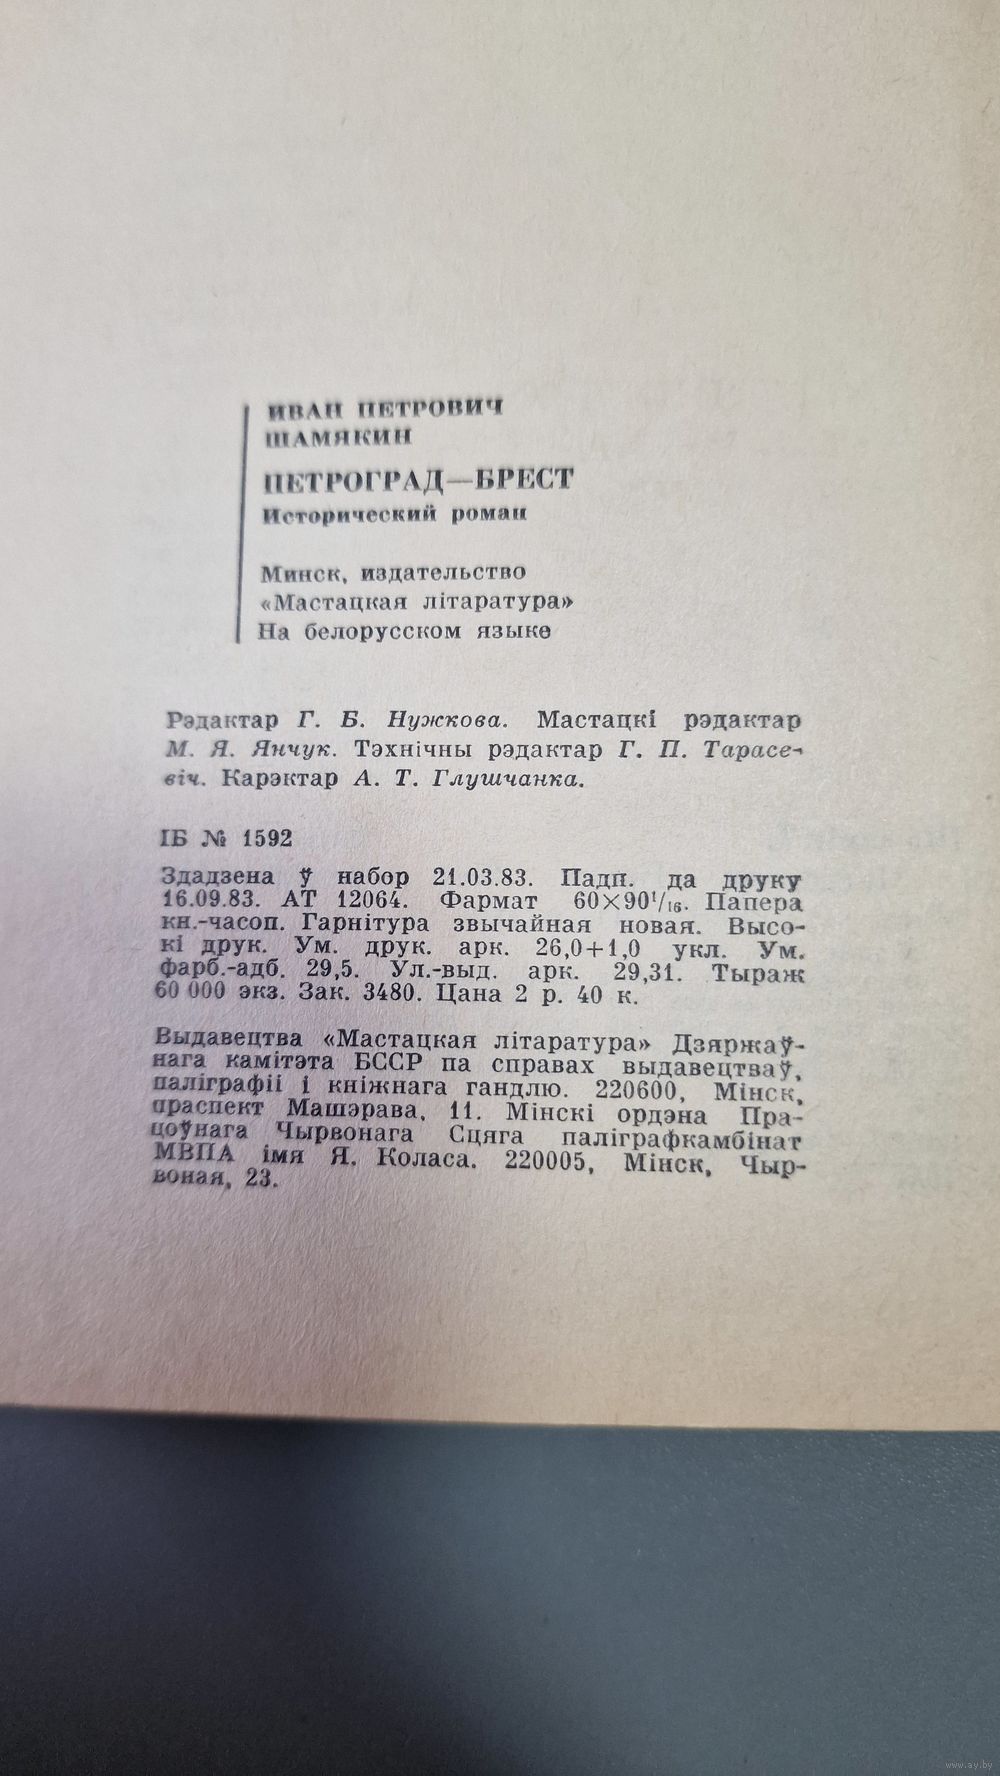 ИВАН ПЕТРОВИЧ
ШАМЯКИН
ПЕТРОГРАД—БРЕСТ
Исторический роман
Минск, издательство
«Мастацкая літаратура»
На белорусском языке
Рэдактар Г. Б. Нужкова. Мастацкі рэдактар
М. Я. Янчук. Тэхнічны рэдактар Г. П. Тарасе-
віч. Карэктар А. Т. Глушчанка.
ІБ № 1592
Здадзена ў набор 21.03.83. Падп. да друку
16.09.83. АТ 12064. Фармат 60×90¹/₁₆. Папера
кн.-часоп. Гарнітура звычайная новая. Высо-
кі друк. Ум. друк. арк. 26,0+1,0 укл. Ум.
фарб.-адб. 29,5. Ул.-выд. арк. 29,31. Тыраж
60 000 экз. Зак. 3480. Цана 2 р. 40 к.
Выдавецтва «Мастацкая літаратура» Дзяржаў-
нага камітэта БССР па справах выдавецтваў,
паліграфіі і кніжнага гандлю. 220600, Мінск,
праспект Машэрава, 11. Мінскі ордэна Пра-
цоўнага Чырвонага Сцяга паліграфкамбінат
МВПА імя Я. Коласа. 220005, Мінск, Чыр-
воная, 23.
www.ay.by